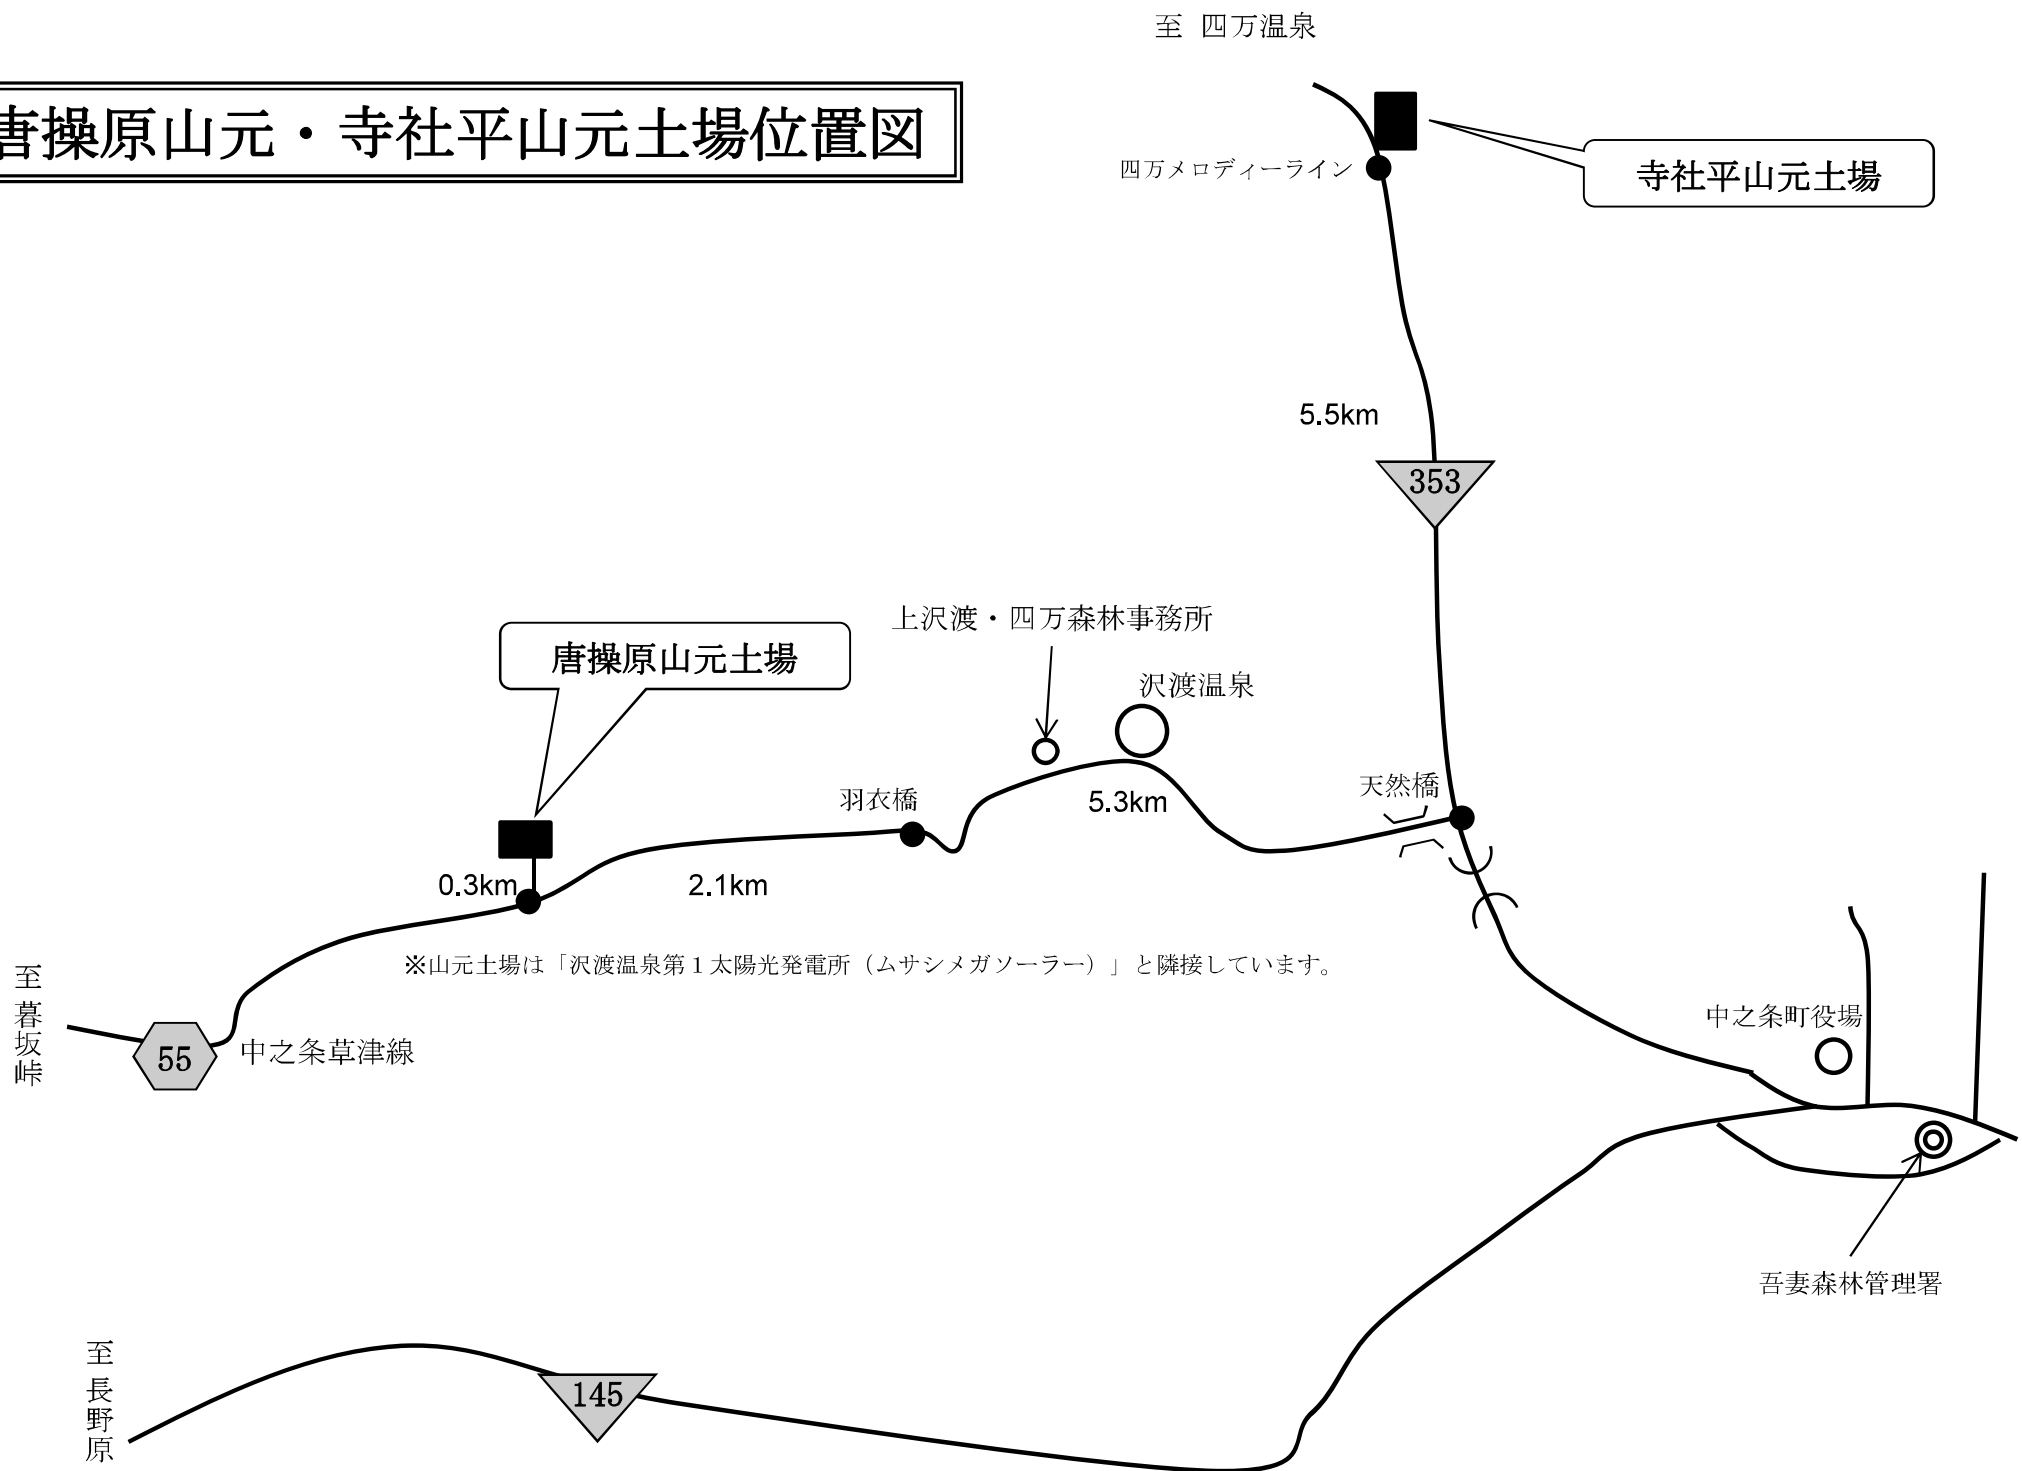 至 四万温泉
唐操原山元・寺社平山元土場位置図
四万メロディーライン
寺社平山元土場
5.5km
353
上沢渡・四万森林事務所
唐操原山元土場
沢渡温泉
天然橋
羽衣橋
5.3km
0.3km
2.1km
※山元土場は「沢渡温泉第1太陽光発電所（ムサシメガソーラー）」と隣接しています。
至 暮坂峠
中之条町役場
55
中之条草津線
吾妻森林管理署
至 長野原
145